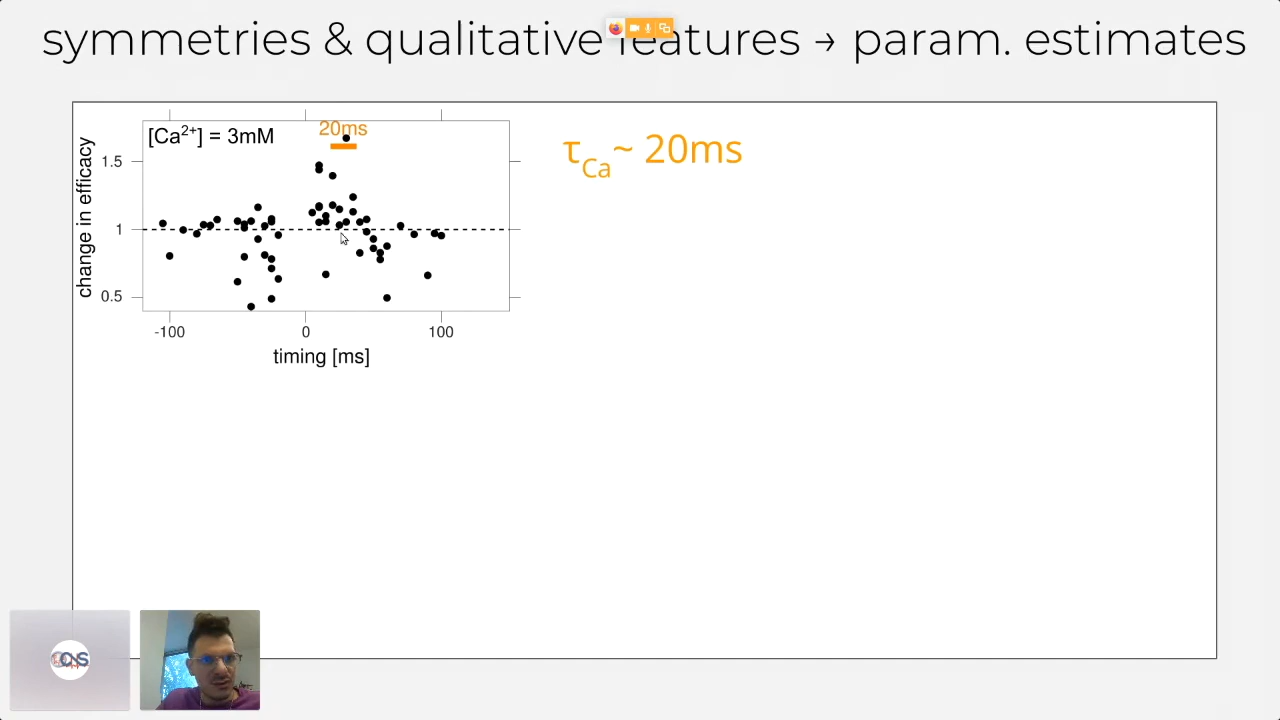 symmetries & qualitative features → param. estimates
[Ca²⁺] = 3mM
20ms
τCa ~ 20ms
change in efficacy
1.5
1
0.5
-100 0 100
timing [ms]